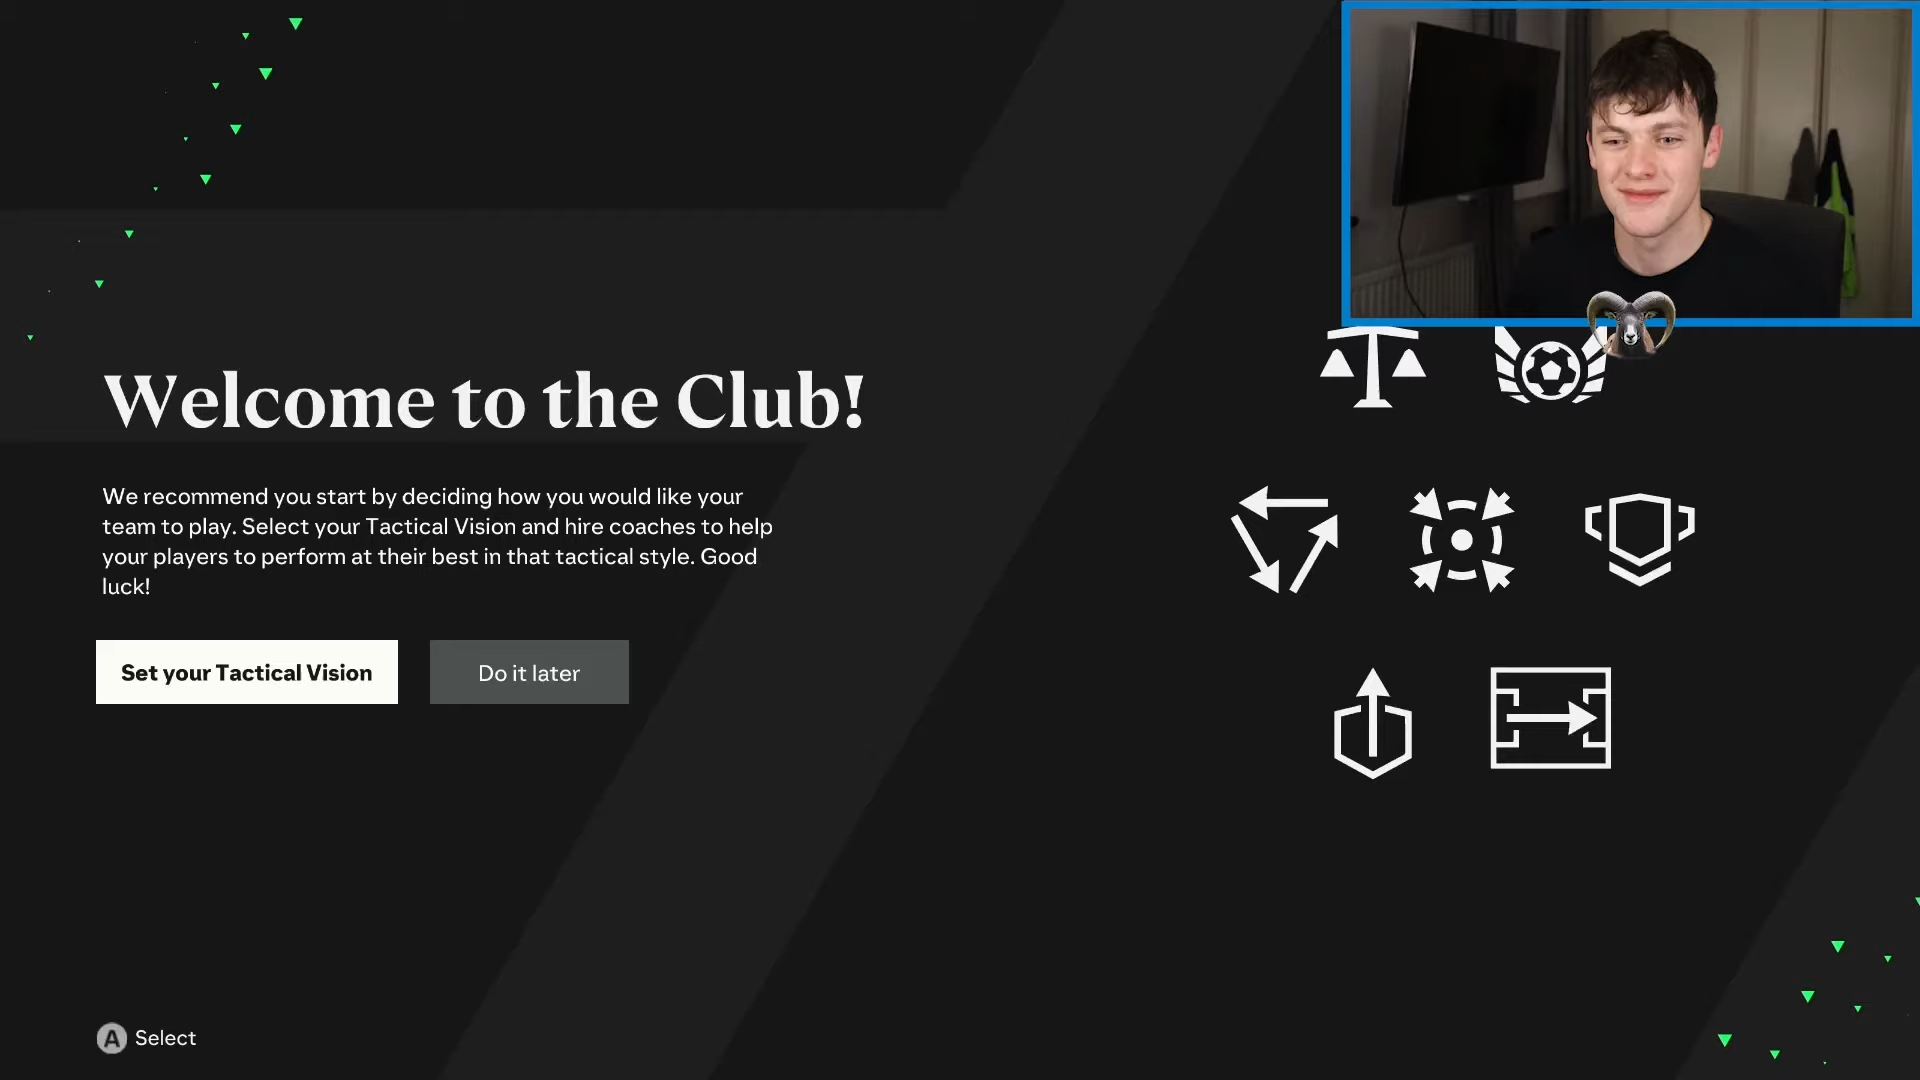 Welcome to the Club!
We recommend you start by deciding how you would like your
team to play. Select your Tactical Vision and hire coaches to help
your players to perform at their best in that tactical style. Good
luck!
Set your Tactical Vision
Do it later
A Select